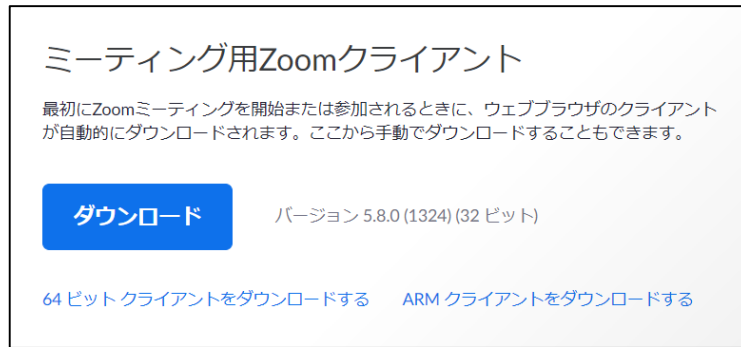 ミーティング用Zoomクライアント
最初にZoomミーティングを開始または参加されるときに、ウェブブラウザのクライアント
が自動的にダウンロードされます。ここから手動でダウンロードすることもできます。
ダウンロード バージョン 5.8.0 (1324) (32 ビット)
64 ビット クライアントをダウンロードする ARM クライアントをダウンロードする